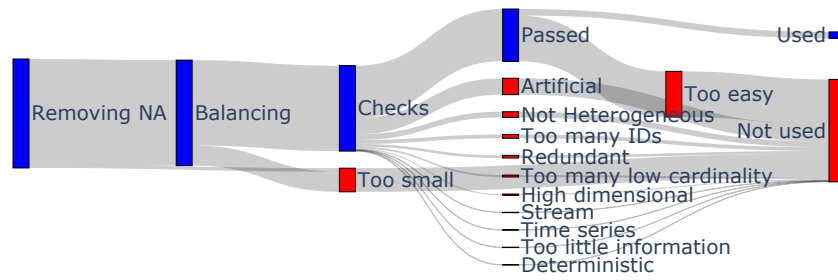 Removing NA
Balancing
Checks
Too small
Passed
Artificial
Not Heterogeneous
Too many IDs
Redundant
Too many low cardinality
High dimensional
Stream
Time series
Too little information
Deterministic
Too easy
Used
Not used